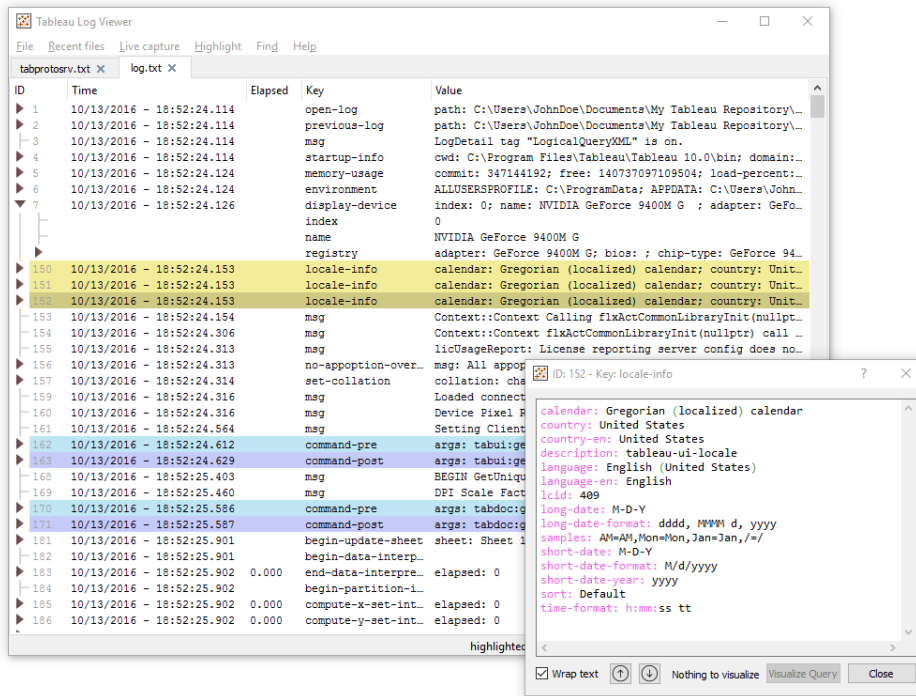 Tableau Log Viewer
File Recent files Live capture Highlight Find Help
tabprotosrv.txt log.txt
ID Time Elapsed Key Value
1 10/13/2016 - 18:52:24.114 open-log path: C:\Users\JohnDoe\Documents\My Tableau Repository\...
2 10/13/2016 - 18:52:24.114 previous-log path: C:\Users\JohnDoe\Documents\My Tableau Repository\...
3 10/13/2016 - 18:52:24.114 msg LogDetail tag "LogicalQueryXML" is on.
4 10/13/2016 - 18:52:24.114 startup-info cwd: C:\Program Files\Tableau\Tableau 10.0\bin; domain:...
5 10/13/2016 - 18:52:24.124 memory-usage commit: 347144192; free: 140737097109504; load-percent:...
6 10/13/2016 - 18:52:24.124 environment ALLUSERSPROFILE: C:\ProgramData; APPDATA: C:\Users\John...
7 10/13/2016 - 18:52:24.126 display-device index: 0; name: NVIDIA GeForce 9400M G ; adapter: GeFo...
index 0
name NVIDIA GeForce 9400M G
registry adapter: GeForce 9400M G; bios: ; chip-type: GeForce 94...
150 10/13/2016 - 18:52:24.153 locale-info calendar: Gregorian (localized) calendar; country: Unit...
151 10/13/2016 - 18:52:24.153 locale-info calendar: Gregorian (localized) calendar; country: Unit...
152 10/13/2016 - 18:52:24.153 locale-info calendar: Gregorian (localized) calendar; country: Unit...
153 10/13/2016 - 18:52:24.154 msg Context::Context Calling flxActCommonLibraryInit(nullpt...
154 10/13/2016 - 18:52:24.306 msg Context::Context flxActCommonLibraryInit(nullptr) call ...
155 10/13/2016 - 18:52:24.313 msg licUsageReport: License reporting server config does no...
156 10/13/2016 - 18:52:24.313 no-appoption-over... msg: All appop
157 10/13/2016 - 18:52:24.314 set-collation collation: cha
159 10/13/2016 - 18:52:24.316 msg Loaded connect
160 10/13/2016 - 18:52:24.316 msg Device Pixel R
161 10/13/2016 - 18:52:24.564 msg Setting Client
162 10/13/2016 - 18:52:24.612 command-pre args: tabui:ge
163 10/13/2016 - 18:52:24.629 command-post args: tabui:ge
168 10/13/2016 - 18:52:25.403 msg BEGIN GetUniqu
169 10/13/2016 - 18:52:25.460 msg DPI Scale Fact
170 10/13/2016 - 18:52:25.586 command-pre args: tabdoc:g
171 10/13/2016 - 18:52:25.587 command-post args: tabdoc:g
181 10/13/2016 - 18:52:25.901 begin-update-sheet sheet: Sheet 1
182 10/13/2016 - 18:52:25.901 begin-data-interp...
183 10/13/2016 - 18:52:25.902 0.000 end-data-interpre... elapsed: 0
184 10/13/2016 - 18:52:25.902 begin-partition-i...
185 10/13/2016 - 18:52:25.902 0.000 compute-x-set-int... elapsed: 0
186 10/13/2016 - 18:52:25.902 0.000 compute-y-set-int... elapsed: 0
highlighted
ID: 152 - Key: locale-info
calendar: Gregorian (localized) calendar
country: United States
country-en: United States
description: tableau-ui-locale
language: English (United States)
language-en: English
lcid: 409
long-date: M-D-Y
long-date-format: dddd, MMMM d, yyyy
samples: AM=AM,Mon=Mon,Jan=Jan,/=/
short-date: M-D-Y
short-date-format: M/d/yyyy
short-date-year: yyyy
sort: Default
time-format: h:mm:ss tt
Wrap text Nothing to visualize Visualize Query Close